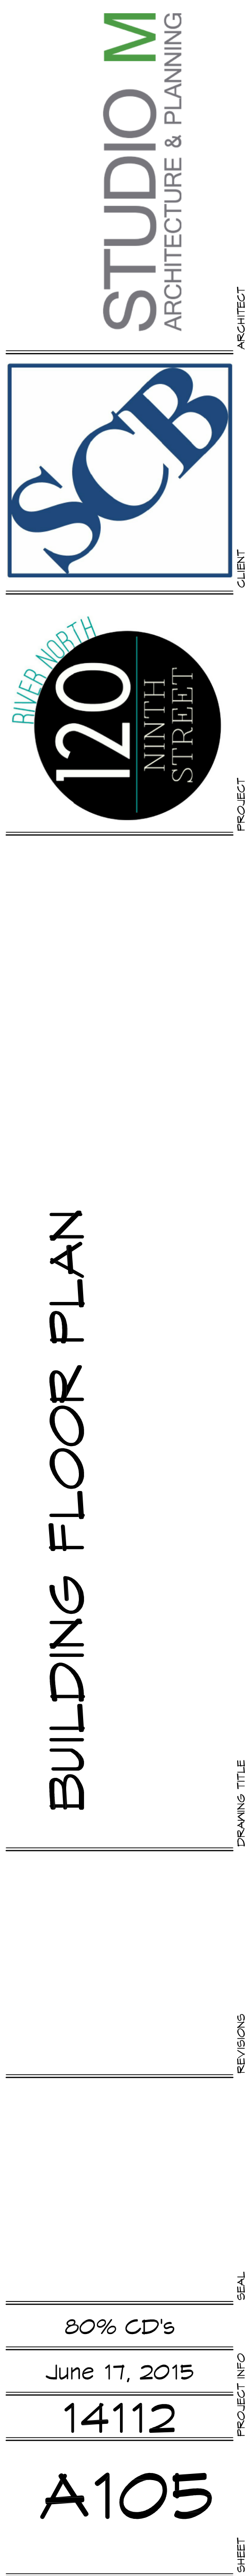 STUDIO M
ARCHITECTURE & PLANNING
ARCHITECT
SCB
CLIENT
RIVER NORTH
120
NINTH
STREET
PROJECT
BUILDING FLOOR PLAN
DRAWING TITLE
REVISIONS
SEAL
80% CD's
June 17, 2015
14112
PROJECT INFO
A105
SHEET